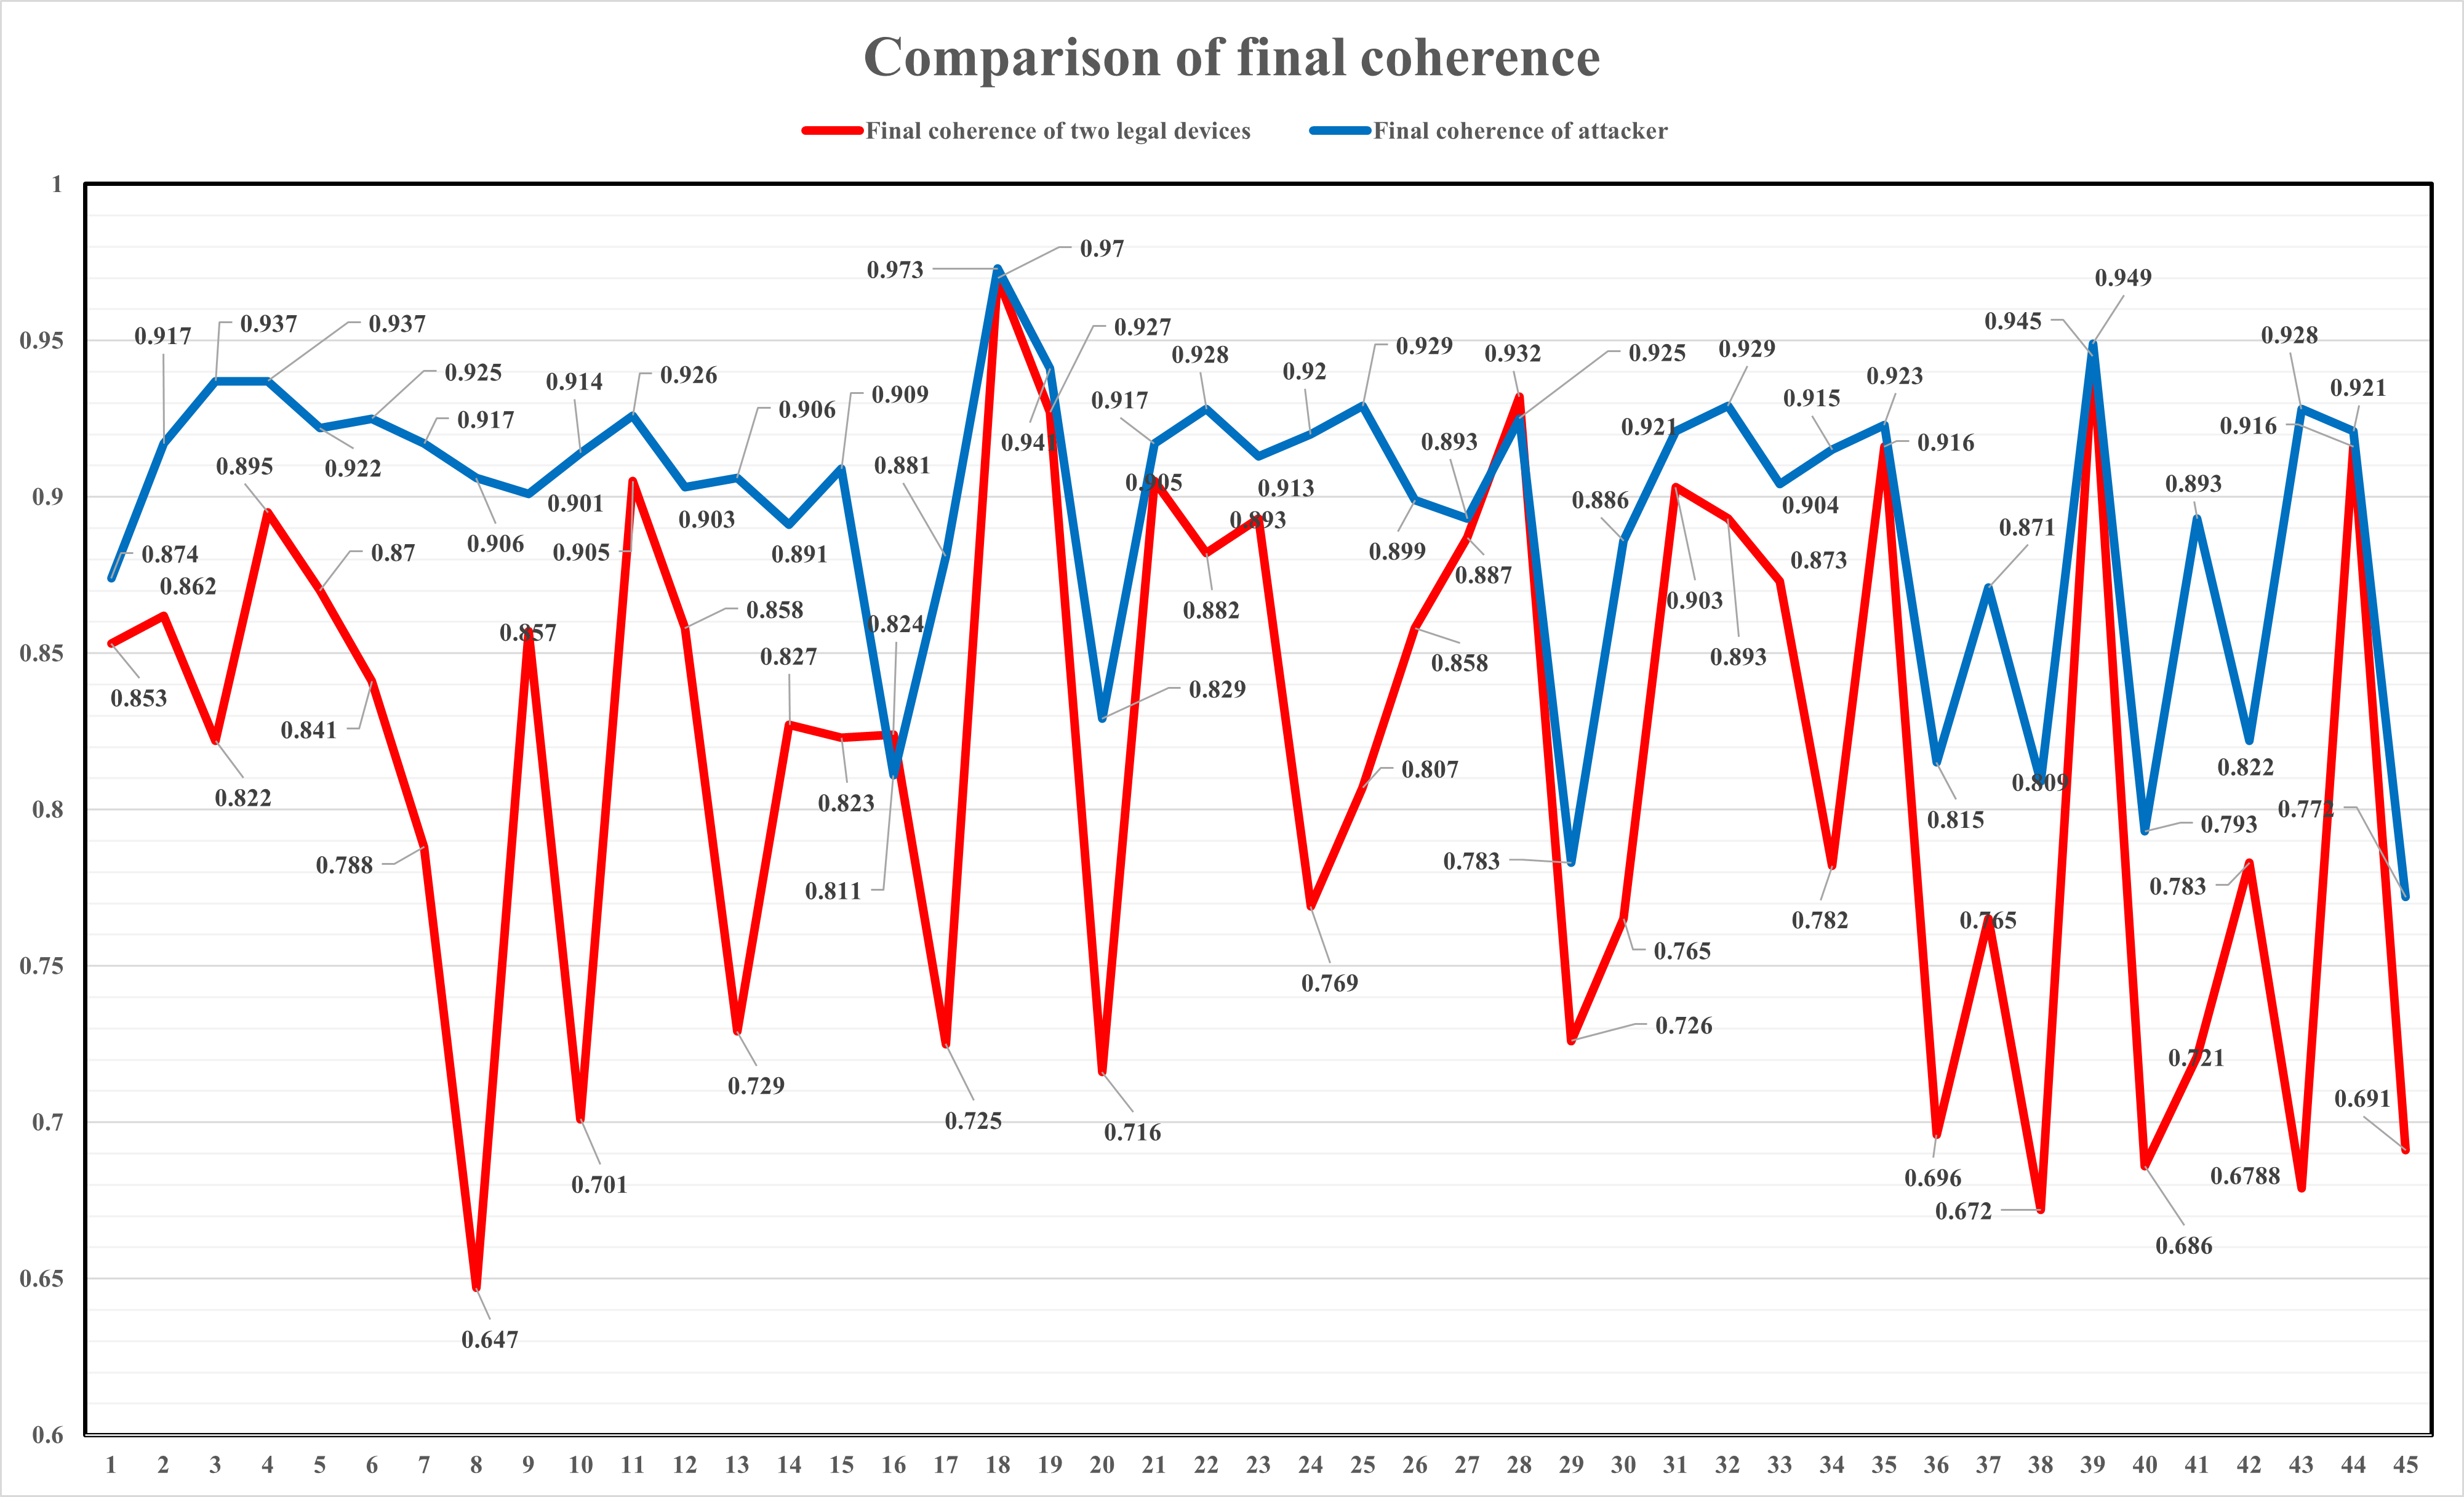 Comparison of final coherence
Final coherence of two legal devices Final coherence of attacker
1
0.973 0.97
0.949
0.937 0.937 0.927 0.945
0.95 0.917 0.928 0.932 0.925 0.929 0.928
0.925 0.926 0.928 0.92 0.929 0.915 0.923 0.921
0.917 0.914 0.906 0.909 0.941 0.917 0.893 0.921 0.916 0.916
0.895 0.922 0.881
0.9 0.901 0.905 0.913 0.886 0.904 0.893
0.906 0.903 0.893 0.871
0.874 0.87 0.905 0.891 0.899 0.887 0.873
0.862 0.858 0.824 0.882 0.903
0.85 0.857 0.827 0.858 0.893
0.853 0.829
0.841 0.807 0.822
0.8 0.822 0.823 0.809 0.772
0.815 0.793
0.788 0.811 0.783 0.783
0.782 0.765
0.75 0.769 0.765
0.726
0.729 0.721
0.7 0.725 0.716 0.691
0.701 0.696 0.6788
0.672
0.686
0.65
0.647
0.6
1 2 3 4 5 6 7 8 9 10 11 12 13 14 15 16 17 18 19 20 21 22 23 24 25 26 27 28 29 30 31 32 33 34 35 36 37 38 39 40 41 42 43 44 45